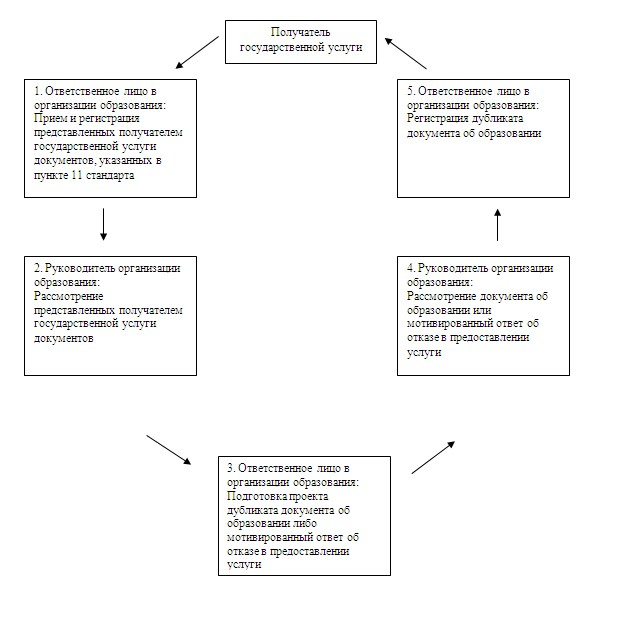 Получатель
государственной услуги
1. Ответственное лицо в
организации образования:
Прием и регистрация
представленных получателем
государственной услуги
документов, указанных в
пункте 11 стандарта
2. Руководитель организации
образования:
Рассмотрение
представленных получателем
государственной услуги
документов
3. Ответственное лицо в
организации образования:
Подготовка проекта
дубликата документа об
образовании либо
мотивированный ответ об
отказе в предоставлении
услуги
4. Руководитель организации
образования:
Рассмотрение документа об
образовании или
мотивированный ответ об
отказе в предоставлении
услуги
5. Ответственное лицо в
организации образования:
Регистрация дубликата
документа об образовании